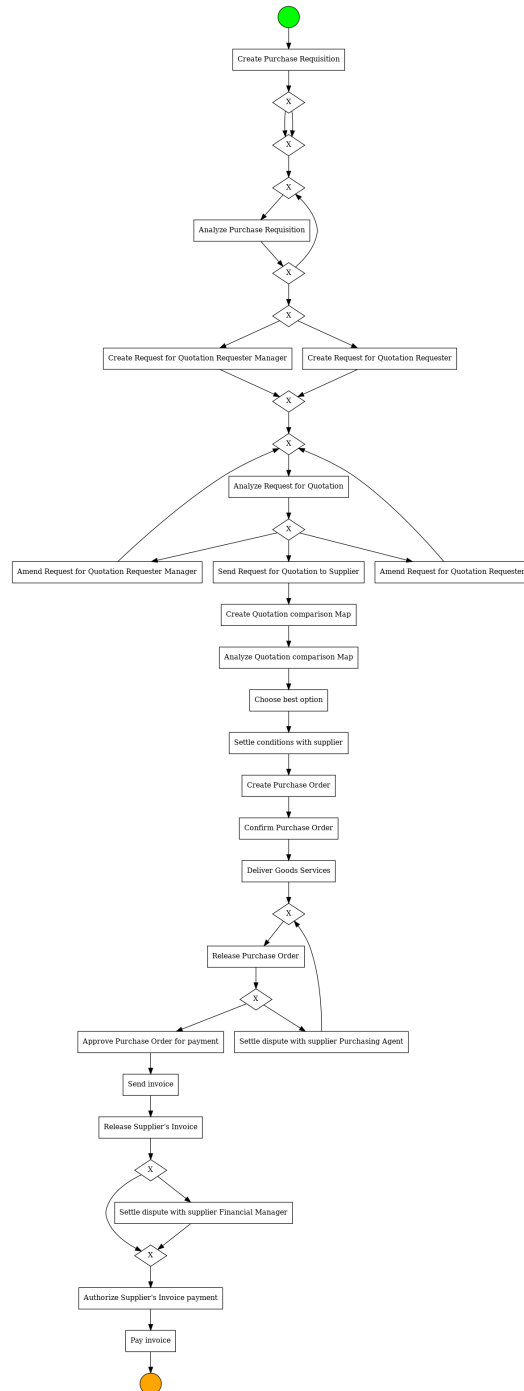 Create Purchase Requisition
X
X
X
Analyze Purchase Requisition
X
X
Create Request for Quotation Requester Manager
Create Request for Quotation Requester
X
X
Analyze Request for Quotation
X
Amend Request for Quotation Requester Manager
Send Request for Quotation to Supplier
Amend Request for Quotation Requester
Create Quotation comparison Map
Analyze Quotation comparison Map
Choose best option
Settle conditions with supplier
Create Purchase Order
Confirm Purchase Order
Deliver Goods Services
X
Release Purchase Order
X
Approve Purchase Order for payment
Settle dispute with supplier Purchasing Agent
Send invoice
Release Supplier's Invoice
X
Settle dispute with supplier Financial Manager
X
Authorize Supplier's Invoice payment
Pay invoice